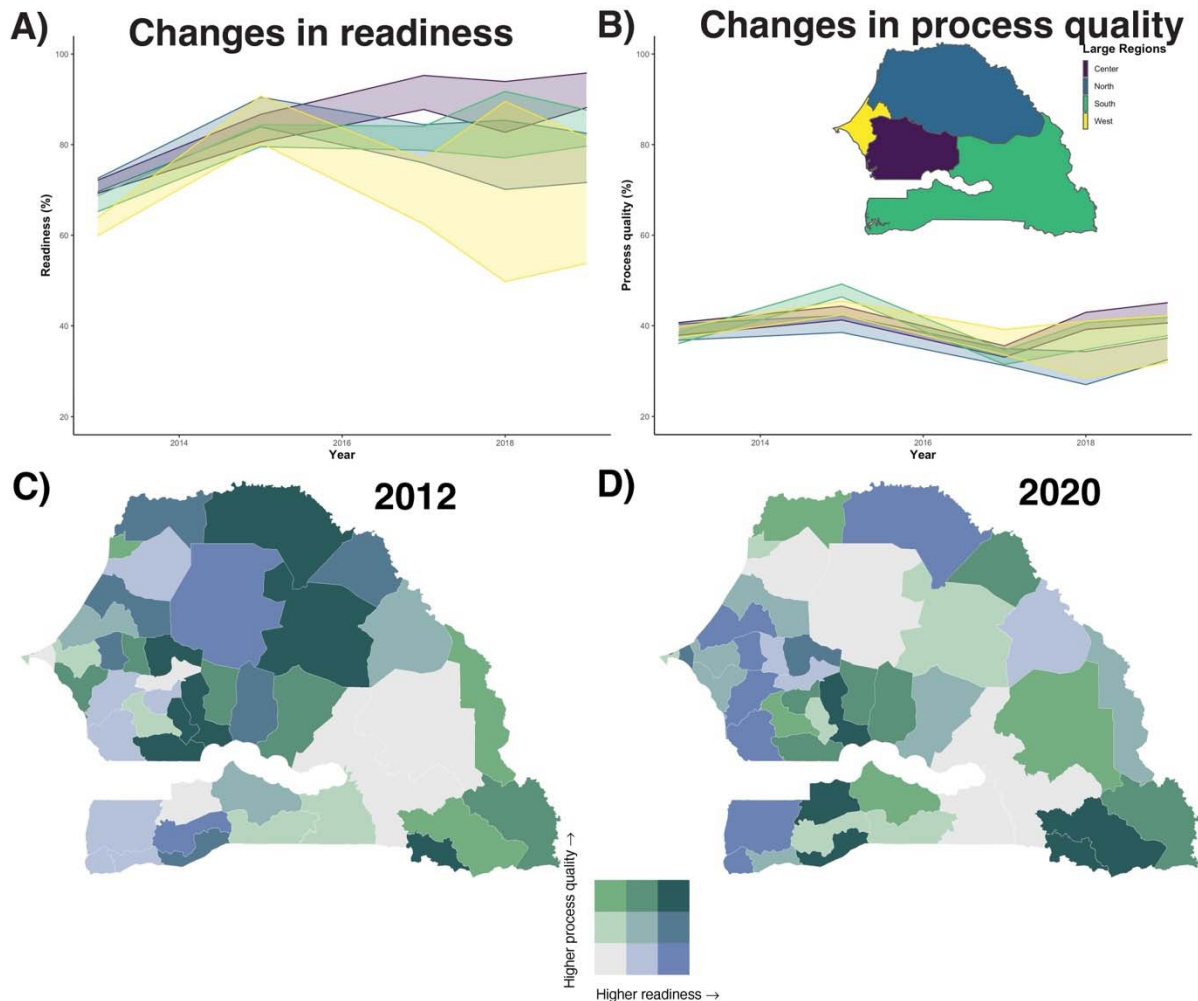 A) Changes in readiness
100
80
60
40
20
Readiness (%)
2014
2016
2018
Year
B) Changes in process quality
Large Regions
Center
North
South
West
100
80
60
40
20
Process quality (%)
2014
2016
2018
Year
C) 2012
D) 2020
Higher process quality →
Higher readiness →